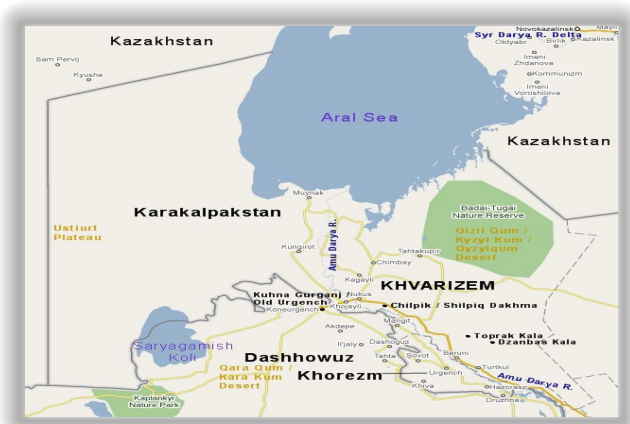 Novokazalinsk
Kazakhstan
Syr Darya R. Delta
Oktyabr
Birlik
Kazalinsk
Sam Pervij
Kyushe
Imeni
Zhdanova
Kommunizm
Imeni
Voroshilova
Aral Sea
Kazakhstan
Muynak
Karakalpakstan
Badai-Tugai
Nature Reserve
Ustiurt
Plateau
Amu Darya R.
Qizil Qum /
Kyzyl Kum /
Qyzylqum
Desert
Kungirot
Takhtakupir
Chimbay
Kegayli
KHVARIZEM
Kuhna Gurganj /
Old Urgench
Nukus
Khojayli
Chilpik / Shilpiq Dakhma
Koneurgench
Mangit
Akdepe
Toprak Kala
Dzanbas Kala
Saryagamish
Koli
Il'jaly
Dashoguz
Dashhowuz
Tahta
Sovot
Beruni
Qara Qum /
Kara Kum
Desert
Khorezm
Urgench
Turtkul
Amu Darya R.
Khiva
Hazorasp
Druzhba
Kaplankyr
Nature Park